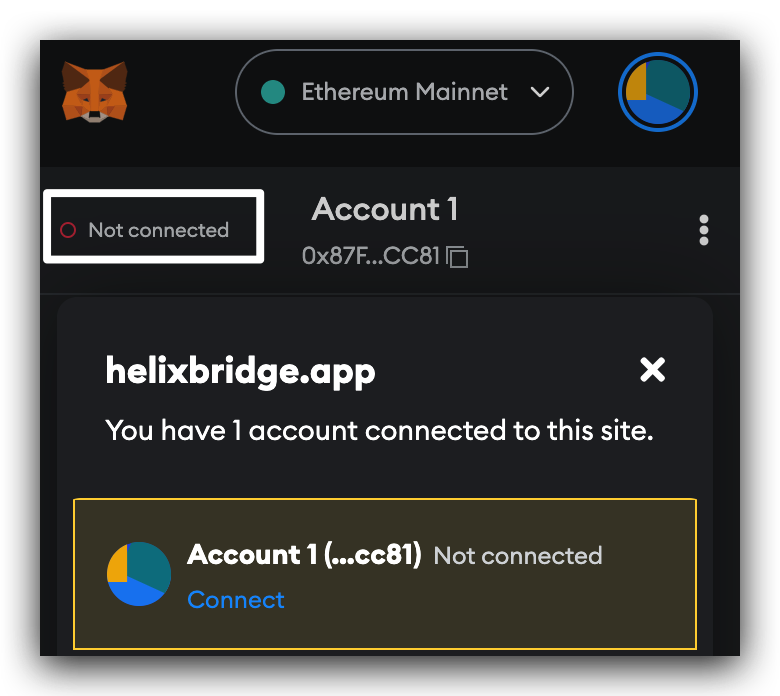 Ethereum Mainnet
Not connected
Account 1
0x87F...CC81
helixbridge.app
You have 1 account connected to this site.
Account 1 (...cc81) Not connected
Connect